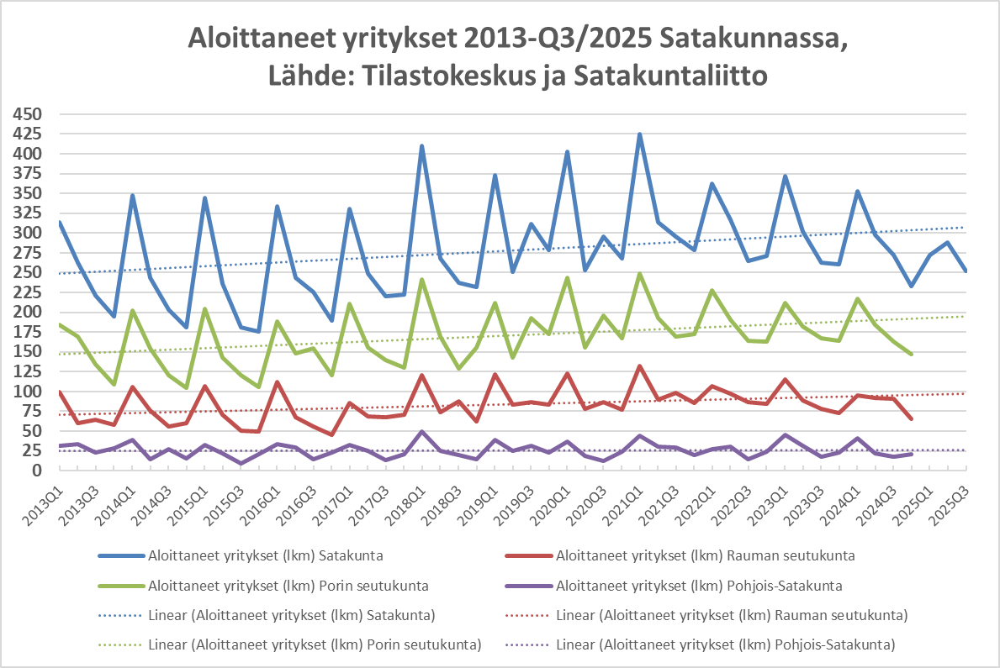 Aloittaneet yritykset 2013-Q3/2025 Satakunnassa,
Lähde: Tilastokeskus ja Satakuntaliitto
450
425
400
375
350
325
300
275
250
225
200
175
150
125
100
75
50
25
0
2013Q1
2013Q3
2014Q1
2014Q3
2015Q1
2015Q3
2016Q1
2016Q3
2017Q1
2017Q3
2018Q1
2018Q3
2019Q1
2019Q3
2020Q1
2020Q3
2021Q1
2021Q3
2022Q1
2022Q3
2023Q1
2023Q3
2024Q1
2024Q3
2025Q1
2025Q3
Aloittaneet yritykset (lkm) Satakunta
Aloittaneet yritykset (lkm) Rauman seutukunta
Aloittaneet yritykset (lkm) Porin seutukunta
Aloittaneet yritykset (lkm) Pohjois-Satakunta
Linear (Aloittaneet yritykset (lkm) Satakunta)
Linear (Aloittaneet yritykset (lkm) Rauman seutukunta)
Linear (Aloittaneet yritykset (lkm) Porin seutukunta)
Linear (Aloittaneet yritykset (lkm) Pohjois-Satakunta)